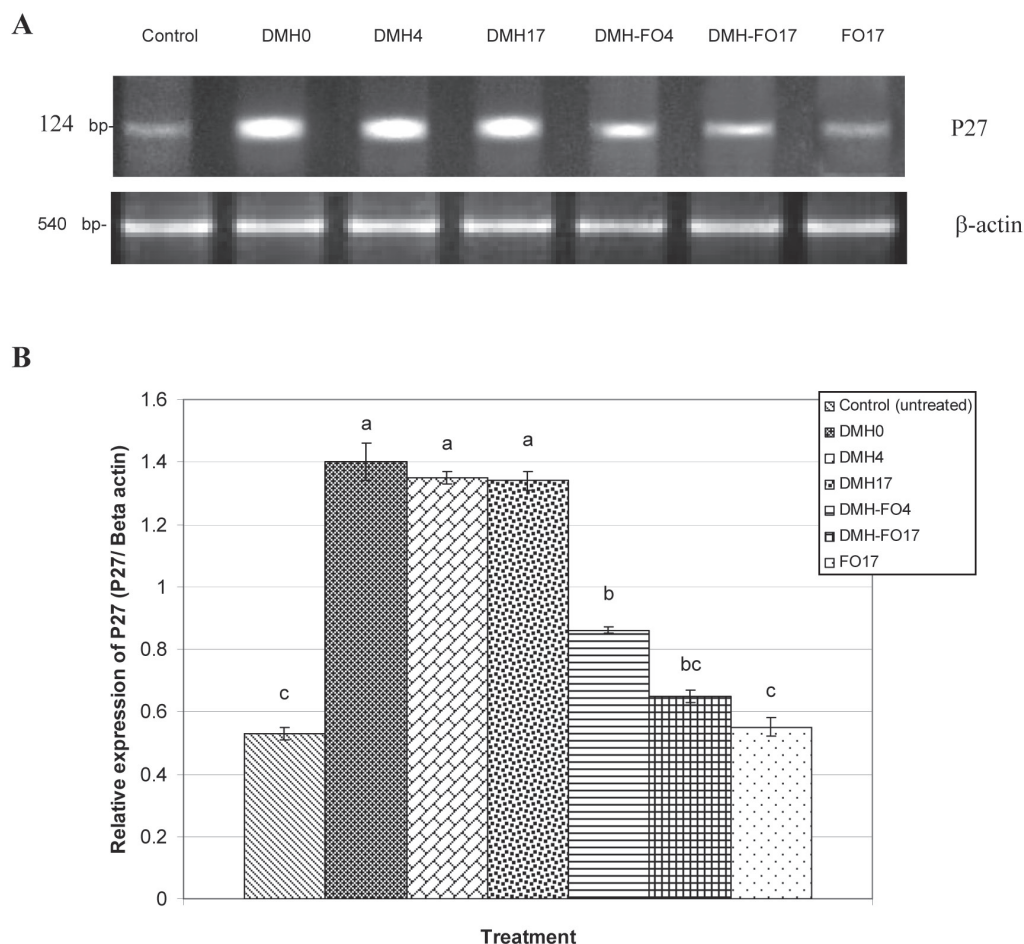 A
Control DMH0 DMH4 DMH17 DMH-FO4 DMH-FO17 FO17
124 bp- P27
540 bp- β-actin
B
Relative expression of P27 (P27/ Beta actin)
1.6
1.4
1.2
1
0.8
0.6
0.4
0.2
0
c
a
a
a
b
bc
c
Control (untreated)
DMH0
DMH4
DMH17
DMH-FO4
DMH-FO17
FO17
Treatment